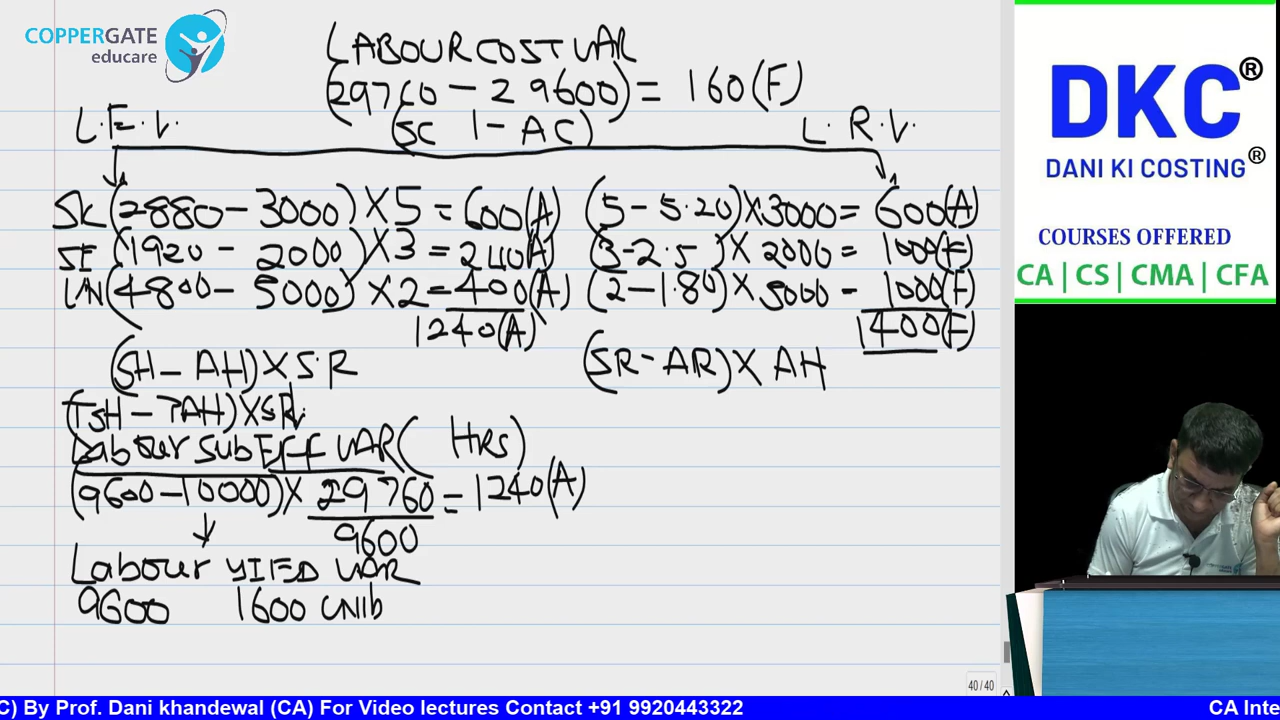 COPPERGATE
educare
LABOUR COST VAR
(29760 - 29600) = 160 (F)
(SC 1 - AC)
L.E.V.
L.R.V.
SK (2880 - 3000) X 5 = 600 (A)
(5 - 5.20) X 3000 = 600 (A)
SE (1920 - 2000) X 3 = 240 (A)
(3 - 2.5) X 2000 = 1000 (F)
UN (4800 - 5000) X 2 = 400 (A)
(2 - 1.80) X 5000 - 1000 (F)
1240 (A)
1400 (F)
(SH - AH) X S.R
(SR - AR) X AH
(TSH - TAH) X SR
Labour sub Eff VAR ( HRS)
(9600 - 10000) X 29760 = 1240 (A)
9600
Labour YIED VAR
9600 1600 UNIb
40/40
DKC®
DANI KI COSTING®
COURSES OFFERED
CA | CS | CMA | CFA
C) By Prof. Dani khandewal (CA) For Video lectures Contact +91 9920443322
CA Inte